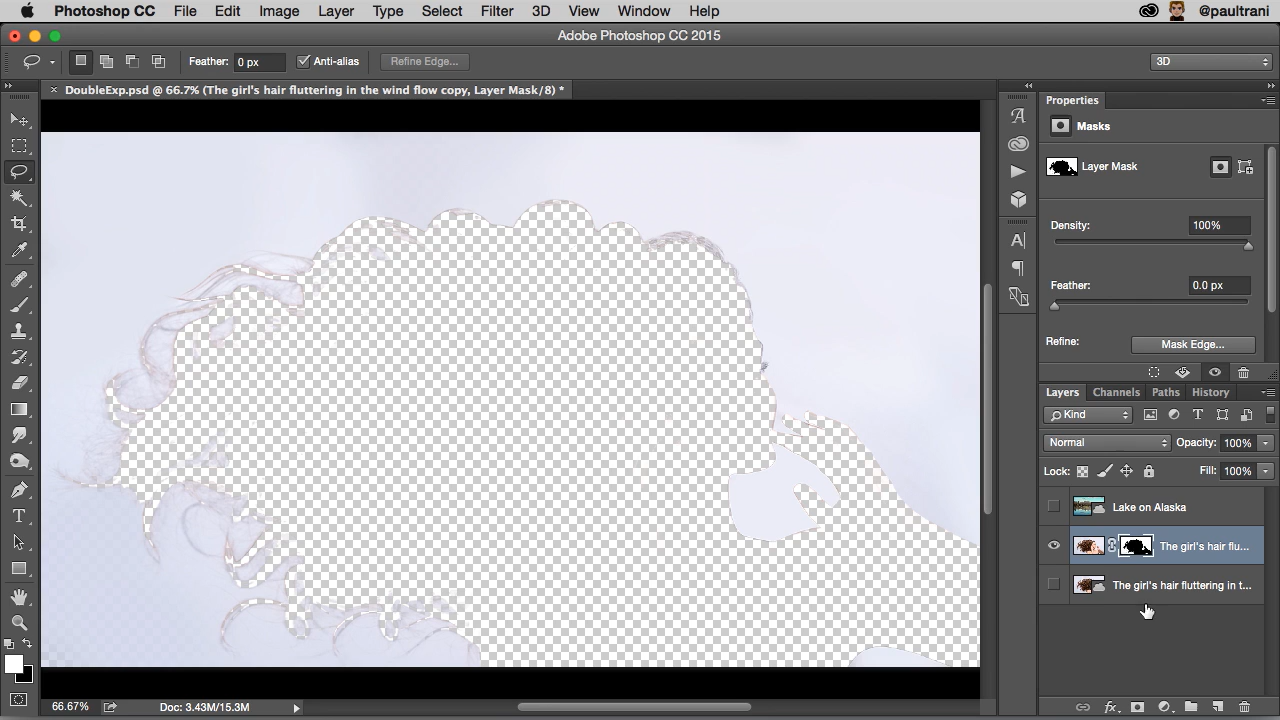 Photoshop CC File Edit Image Layer Type Select Filter 3D View Window Help @paultrani
Adobe Photoshop CC 2015
Feather: 0 px Anti-alias Refine Edge... 3D
DoubleExp.psd @ 66.7% (The girl's hair fluttering in the wind flow copy, Layer Mask/8) *
Properties
Masks
Layer Mask
Density: 100%
Feather: 0.0 px
Refine: Mask Edge...
Layers Channels Paths History
Kind
Normal Opacity: 100%
Lock: Fill: 100%
Lake on Alaska
The girl's hair flu...
The girl's hair fluttering in t...
66.67% Doc: 3.43M/15.3M